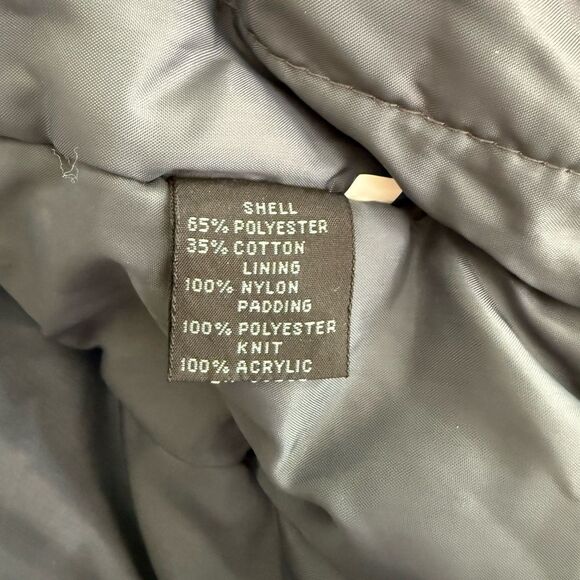 SHELL
65% POLYESTER
35% COTTON
LINING
100% NYLON
PADDING
100% POLYESTER
KNIT
100% ACRYLIC